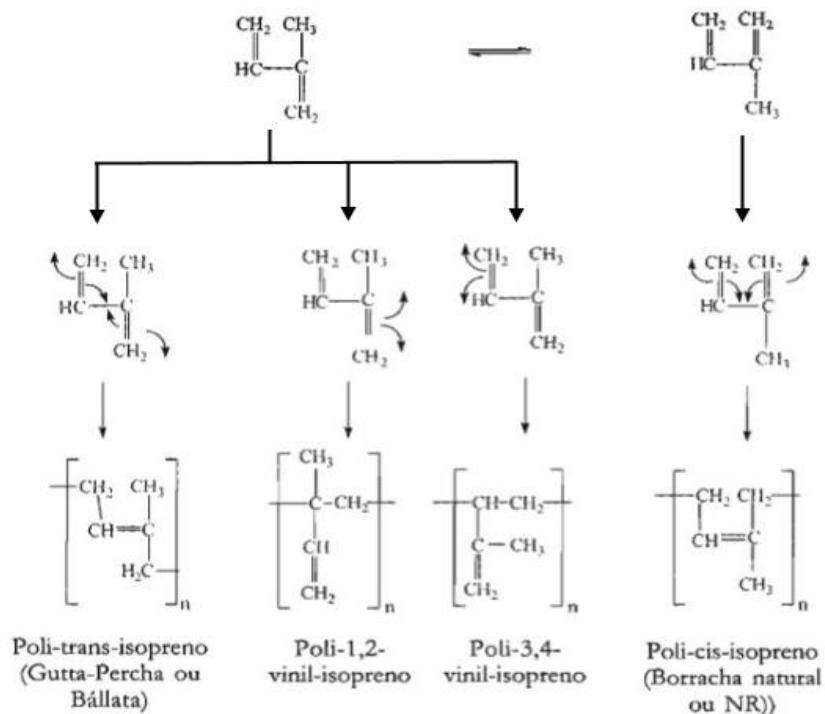 CH₂ CH₃
HC C
CH₂
CH₂ CH₂
HC C
CH₃
CH₂ CH₃
HC C
CH₂
CH₂ CH₃
HC C
CH₂
CH₂ CH₃
HC C
CH₂
CH₂ CH₂
HC C
CH₃
CH₂ CH₃
CH C
H₂C
n
CH₃
C-CH₂
CH
CH₂
n
CH-CH₂
C-CH₃
CH₂
n
CH₂ CH₂
CH C
CH₃
n
Poli-trans-isopreno
(Gutta-Percha ou
Bállata)
Poli-1,2-
vinil-isopreno
Poli-3,4-
vinil-isopreno
Poli-cis-isopreno
(Borracha natural
ou NR))